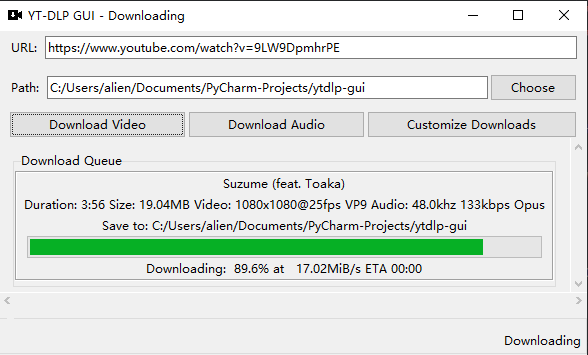 YT-DLP GUI - Downloading
URL: https://www.youtube.com/watch?v=9LW9DpmhrPE
Path: C:/Users/alien/Documents/PyCharm-Projects/ytdlp-gui Choose
Download Video Download Audio Customize Downloads
Download Queue
Suzume (feat. Toaka)
Duration: 3:56 Size: 19.04MB Video: 1080x1080@25fps VP9 Audio: 48.0khz 133kbps Opus
Save to: C:/Users/alien/Documents/PyCharm-Projects/ytdlp-gui
Downloading: 89.6% at 17.02MiB/s ETA 00:00
Downloading